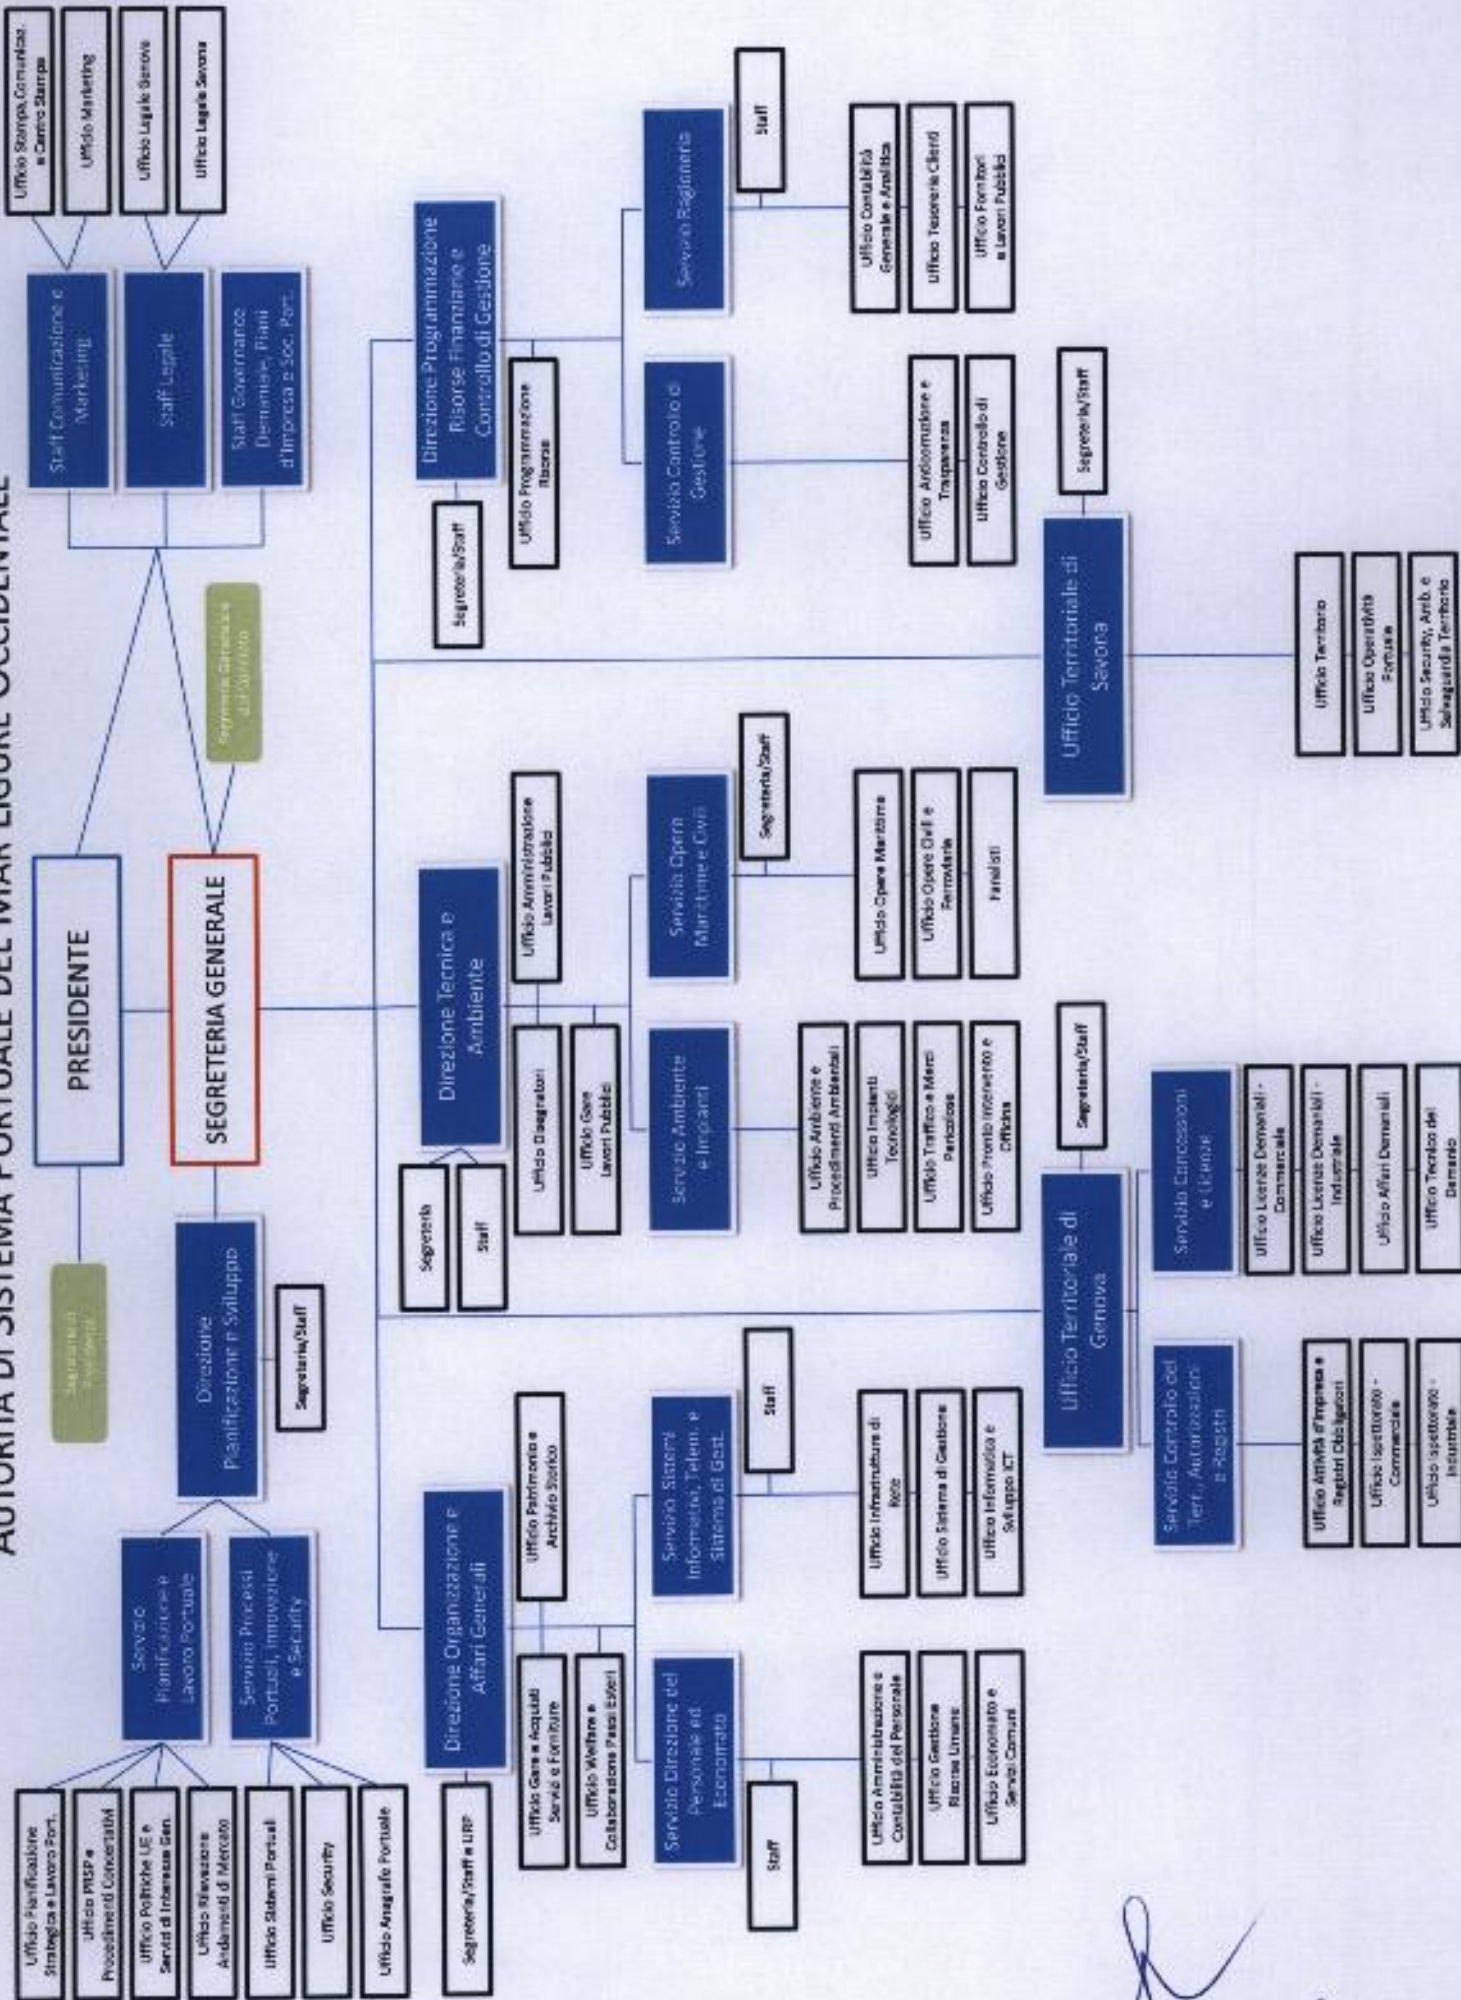 AUTORITÀ DI SISTEMA PORTUALE DEL MAR LIGURE OCCIDENTALE
PRESIDENTE
SEGRETERIA GENERALE
Segreteria Generale e
Direzione
Pianificazione e Sviluppo
Segreteria/Staff
Servizio
Pianificazione e
Lavoro Portuale
Servizio Processi
Portuali, Innovazione
e Security
Ufficio Pianificazione
Strategica e Lavoro Port.
Ufficio PRSP e
Procedimenti Concertativi
Ufficio Politiche UE e
Servizi di Interesse Gen.
Ufficio Rilevazione
Andamenti di Mercato
Ufficio Sistemi Portuali
Ufficio Security
Ufficio Anagrafe Portuale
Staff Comunicazione e
Marketing
Staff Legale
Staff Governance
Demaniale, Piani
d'Impresa e Soc. Part.
Ufficio Stampa, Comunicaz.
e Centro Stampa
Ufficio Marketing
Ufficio Legale Genova
Ufficio Legale Savona
Direzione Organizzazione e
Affari Generali
Segreteria/Staff e URP
Ufficio Gare e Acquisti
Servizi e Forniture
Ufficio Patrimonio e
Archivio Storico
Ufficio Welfare e
Collaborazione Paesi Esteri
Servizio Direzione del
Personale ed
Economato
Staff
Ufficio Amministrazione e
Contabilità del Personale
Ufficio Gestione
Risorse Umane
Ufficio Economato e
Servizi Comuni
Servizio Sistemi
Informativi, Telem. e
Sistema di Gest.
Staff
Ufficio Infrastrutture di
Rete
Ufficio Sistema di Gestione
Ufficio Informatica e
Sviluppo ICT
Direzione Tecnica e
Ambiente
Segreteria
Staff
Ufficio Disegnatori
Ufficio Amministrazione
Lavori Pubblici
Ufficio Gare
Lavori Pubblici
Servizio Ambiente
e Impianti
Ufficio Ambiente e
Procedimenti Ambientali
Ufficio Impianti
Tecnologici
Ufficio Traffico e Merci
Pericolose
Ufficio Pronto Intervento e
Officina
Servizio Opere
Marittime e Civili
Segreteria/Staff
Ufficio Opere Marittime
Ufficio Opere Civili e
Ferroviarie
Fanalisti
Direzione Programmazione
Risorse Finanziarie e
Controllo di Gestione
Segreteria/Staff
Ufficio Programmazione
Risorse
Servizio Controllo di
Gestione
Ufficio Anticorruzione e
Trasparenza
Ufficio Controllo di
Gestione
Servizio Ragioneria
Staff
Ufficio Contabilità
Generale e Analitica
Ufficio Tesoreria Clienti
Ufficio Fornitori
e Lavori Pubblici
Ufficio Territoriale di
Genova
Segreteria/Staff
Servizio Controllo del
Terr., Autorizzazioni
e Registri
Ufficio Attività d'Impresa e
Registri Obbligatori
Ufficio Ispettorato -
Commerciale
Ufficio Ispettorato -
Industriale
Servizio Concessioni
e Licenze
Ufficio Licenze Demaniali -
Commerciale
Ufficio Licenze Demaniali -
Industriale
Ufficio Affari Demaniali
Ufficio Tecnico del
Demanio
Ufficio Territoriale di
Savona
Segreteria/Staff
Ufficio Territorio
Ufficio Operatività
Portuale
Ufficio Security, Amb. e
Salvaguardia Territorio